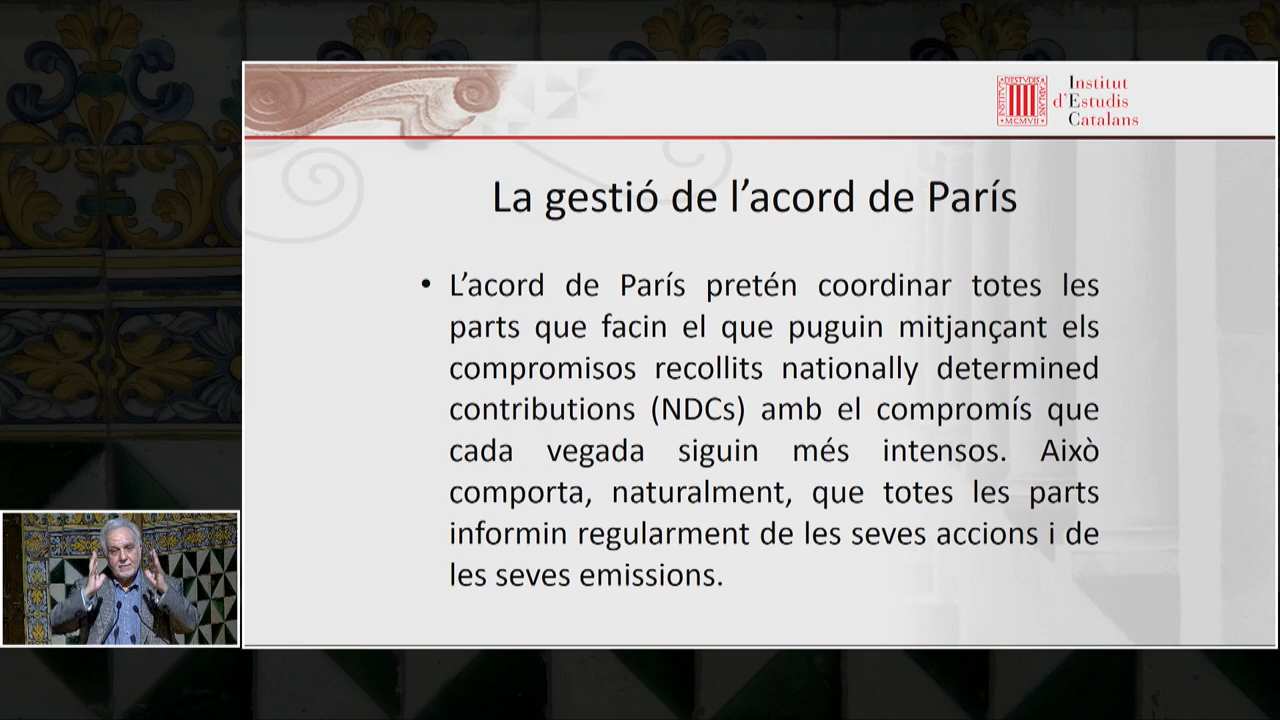 Institut
d'Estudis
Catalans
MCMVII
La gestió de l’acord de París
• L’acord de París pretén coordinar totes les
parts que facin el que puguin mitjançant els
compromisos recollits nationally determined
contributions (NDCs) amb el compromís que
cada vegada siguin més intensos. Això
comporta, naturalment, que totes les parts
informin regularment de les seves accions i de
les seves emissions.